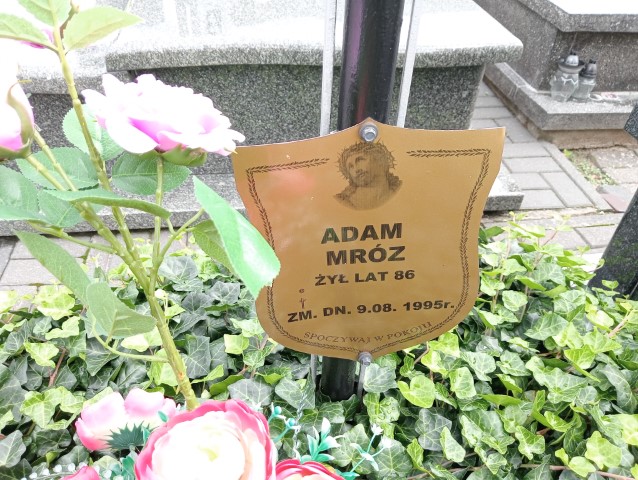 ADAM
MRÓZ
ŻYŁ LAT 86
ZM. DN. 9.08. 1995r.
SPOCZYWAJ W POKOJU